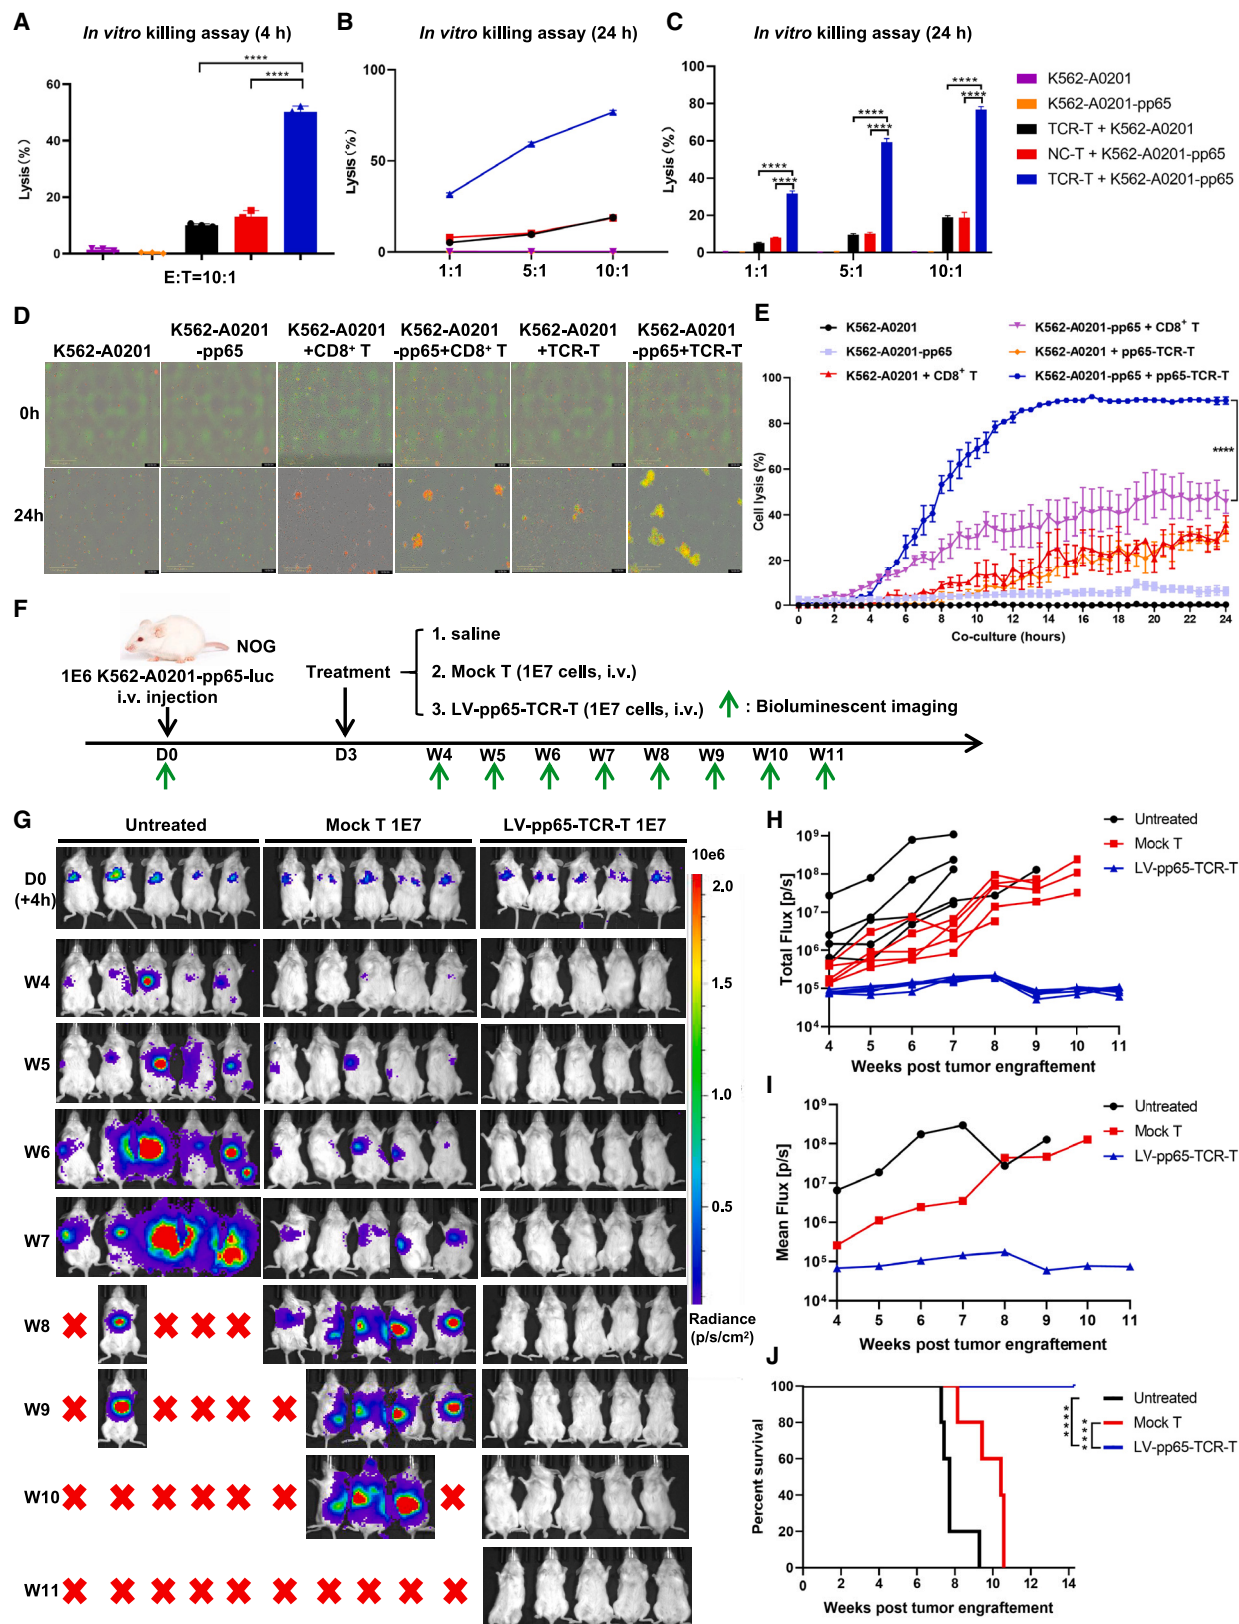 A
In vitro killing assay (4 h)
Lysis(%)
60
40
20
0
****
****
E:T=10:1
B
In vitro killing assay (24 h)
Lysis(%)
100
50
0
1:1
5:1
10:1
C
In vitro killing assay (24 h)
Lysis(%)
100
80
60
40
20
0
****
****
****
****
****
****
1:1
5:1
10:1
K562-A0201
K562-A0201-pp65
TCR-T + K562-A0201
NC-T + K562-A0201-pp65
TCR-T + K562-A0201-pp65
D
K562-A0201
K562-A0201
-pp65
K562-A0201
+CD8⁺ T
K562-A0201
-pp65+CD8⁺ T
K562-A0201
+TCR-T
K562-A0201
-pp65+TCR-T
0h
24h
E
K562-A0201
K562-A0201-pp65
K562-A0201 + CD8⁺ T
K562-A0201-pp65 + CD8⁺ T
K562-A0201 + pp65-TCR-T
K562-A0201-pp65 + pp65-TCR-T
Cell lysis (%)
100
90
80
60
40
20
10
0
****
0 2 4 6 8 10 12 14 16 18 20 22 24
Co-culture (hours)
F
NOG
1E6 K562-A0201-pp65-luc
i.v. injection
Treatment
1. saline
2. Mock T (1E7 cells, i.v.)
3. LV-pp65-TCR-T (1E7 cells, i.v.)
: Bioluminescent imaging
D0 D3 W4 W5 W6 W7 W8 W9 W10 W11
G
Untreated
Mock T 1E7
LV-pp65-TCR-T 1E7
D0
(+4h)
W4
W5
W6
W7
W8
W9
W10
W11
10e6
2.0
1.5
1.0
0.5
Radiance
(p/s/cm²)
H
Total Flux [p/s]
10⁹
10⁸
10⁷
10⁶
10⁵
10⁴
4 5 6 7 8 9 10 11
Weeks post tumor engraftement
Untreated
Mock T
LV-pp65-TCR-T
I
Mean Flux [p/s]
10⁹
10⁸
10⁷
10⁶
10⁵
10⁴
4 5 6 7 8 9 10 11
Weeks post tumor engraftement
Untreated
Mock T
LV-pp65-TCR-T
J
Percent survival
100
80
60
40
20
0
0 2 4 6 8 10 12 14
Weeks post tumor engraftement
Untreated
Mock T
LV-pp65-TCR-T
****
****